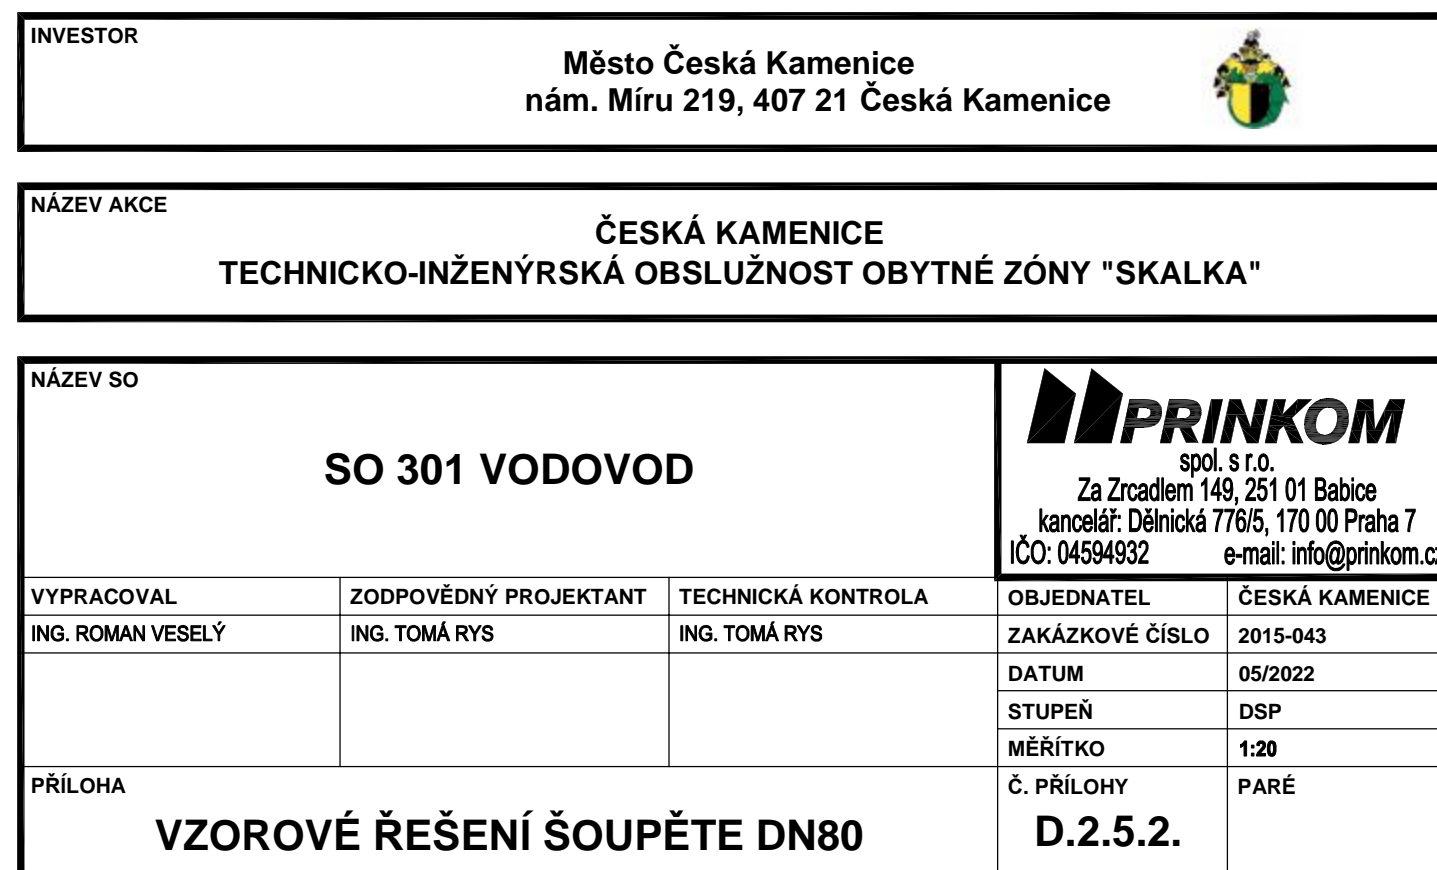 INVESTOR
Město Česká Kamenice
nám. Míru 219, 407 21 Česká Kamenice
NÁZEV AKCE
ČESKÁ KAMENICE
TECHNICKO-INŽENÝRSKÁ OBSLUŽNOST OBYTNÉ ZÓNY "SKALKA"
NÁZEV SO
SO 301 VODOVOD
PRINKOM
spol. s r.o.
Za Zrcadlem 149, 251 01 Babice
kancelář: Dělnická 776/5, 170 00 Praha 7
IČO: 04594932 e-mail: info@prinkom.cz
VYPRACOVAL ZODPOVĚDNÝ PROJEKTANT TECHNICKÁ KONTROLA OBJEDNATEL ČESKÁ KAMENICE
ING. ROMAN VESELÝ ING. TOMÁ RYS ING. TOMÁ RYS ZAKÁZKOVÉ ČÍSLO 2015-043
DATUM 05/2022
STUPEŇ DSP
MĚŘÍTKO 1:20
PŘÍLOHA Č. PŘÍLOHY PARÉ
VZOROVÉ ŘEŠENÍ ŠOUPĚTE DN80 D.2.5.2.